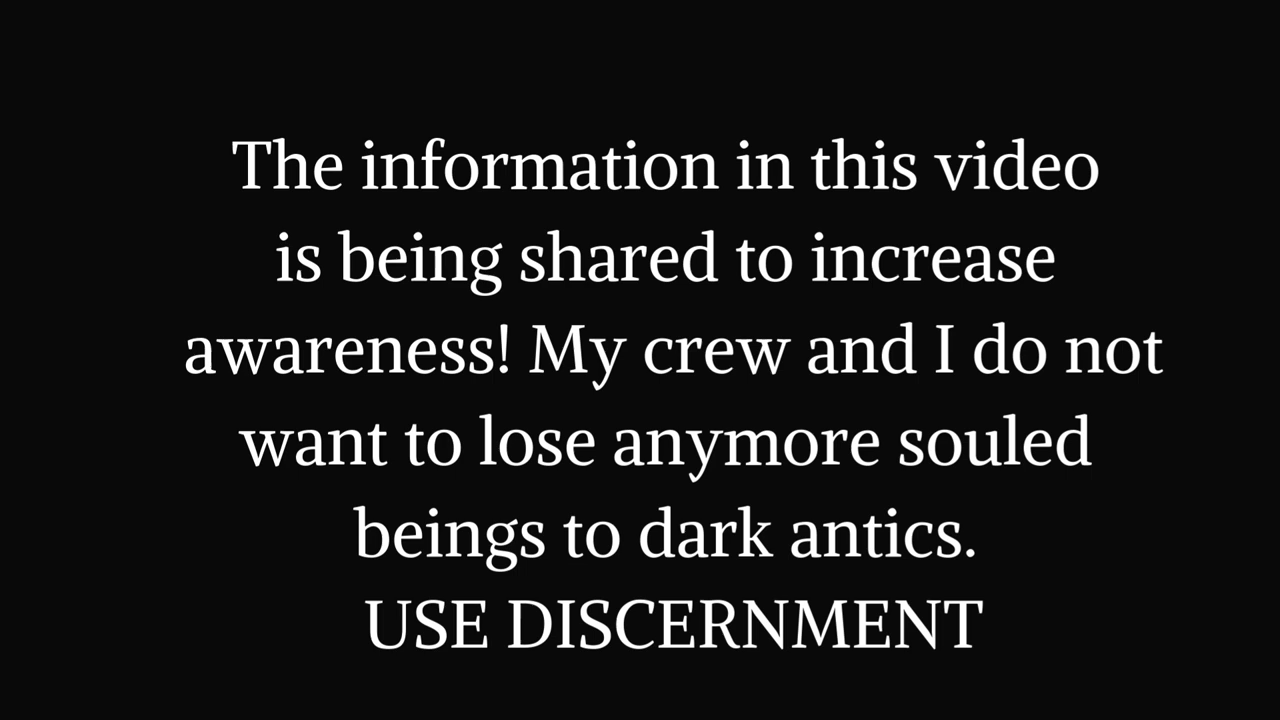 The information in this video
is being shared to increase
awareness! My crew and I do not
want to lose anymore souled
beings to dark antics.
USE DISCERNMENT